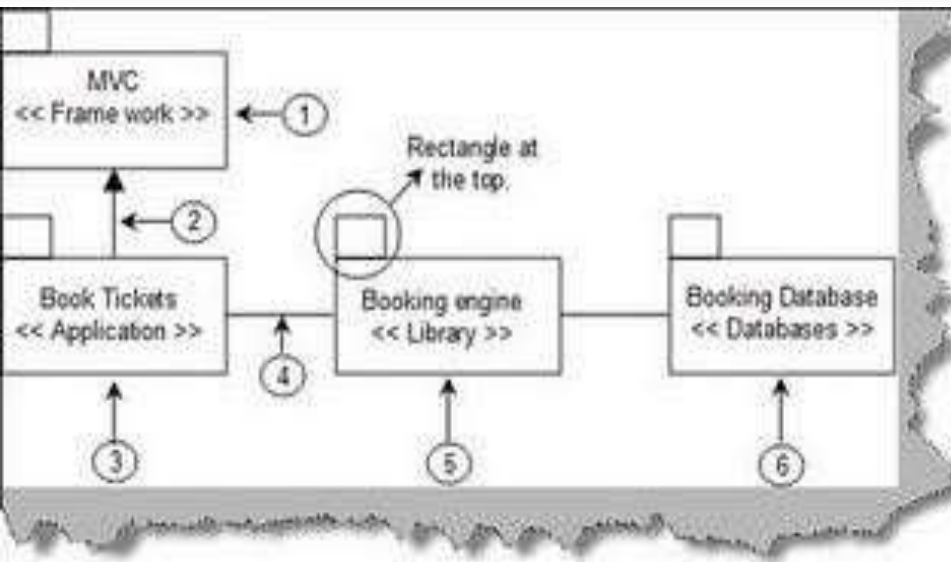 MVC
<< Frame work >>
1
Rectangle at
the top.
2
Book Tickets
<< Application >>
Booking engine
<< Library >>
Booking Database
<< Databases >>
4
3
5
6